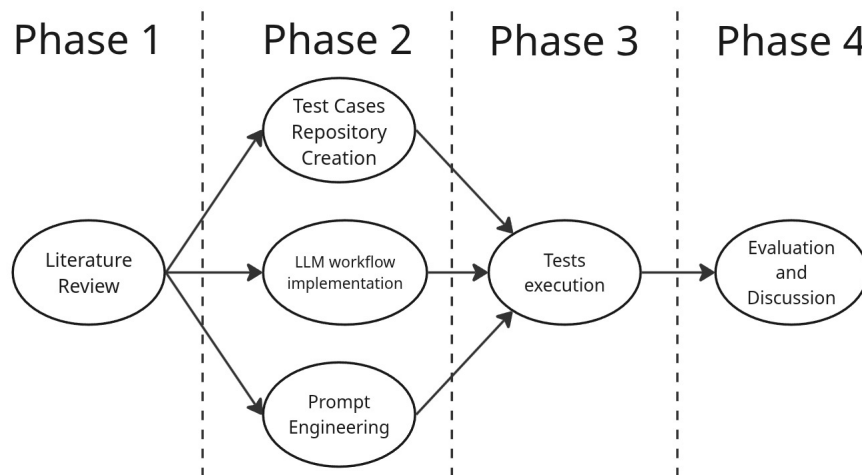 Phase 1
Phase 2
Phase 3
Phase 4
Test Cases
Repository
Creation
Literature
Review
LLM workflow
implementation
Tests
execution
Evaluation
and
Discussion
Prompt
Engineering